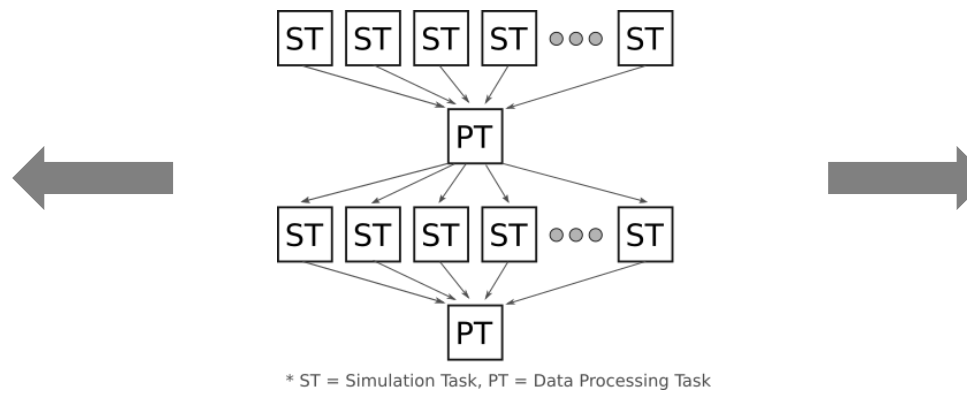 ST ST ST ST ST
PT
ST ST ST ST ST
PT
* ST = Simulation Task, PT = Data Processing Task